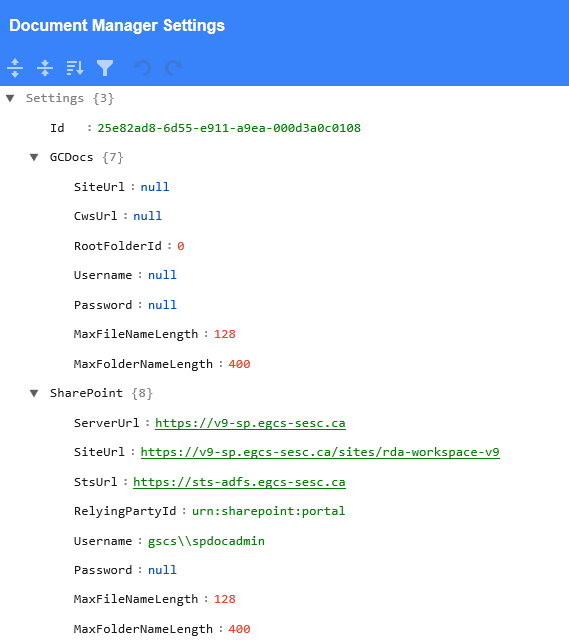 Document Manager Settings
Settings {3}
Id : 25e82ad8-6d55-e911-a9ea-000d3a0c0108
GCDocs {7}
SiteUrl : null
CwsUrl : null
RootFolderId : 0
Username : null
Password : null
MaxFileNameLength : 128
MaxFolderNameLength : 400
SharePoint {8}
ServerUrl : https://v9-sp.egcs-sesc.ca
SiteUrl : https://v9-sp.egcs-sesc.ca/sites/rda-workspace-v9
StsUrl : https://sts-adfs.egcs-sesc.ca
RelyingPartyId : urn:sharepoint:portal
Username : gscs\\spdocadmin
Password : null
MaxFileNameLength : 128
MaxFolderNameLength : 400